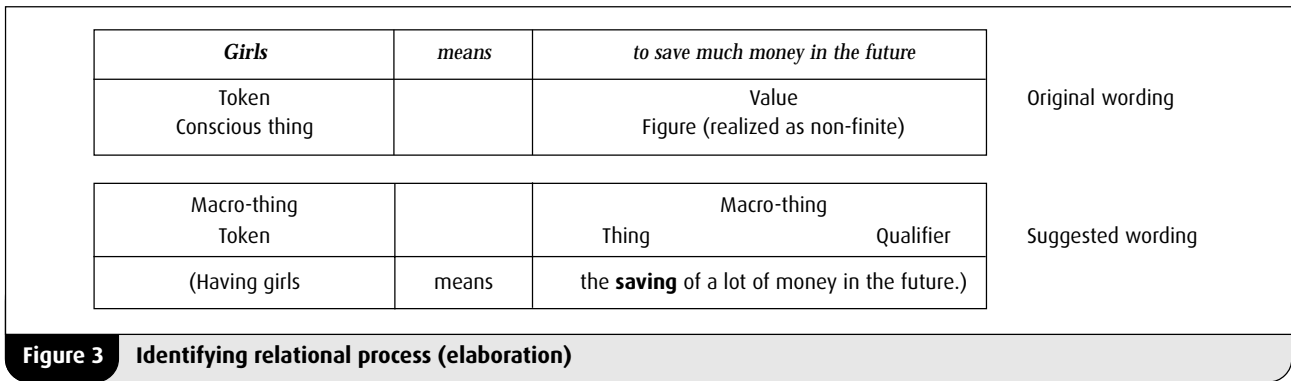 Girls means to save much money in the future
Token Value Original wording
Conscious thing Figure (realized as non-finite)
Macro-thing Macro-thing
Token Thing Qualifier Suggested wording
(Having girls means the saving of a lot of money in the future.)
Figure 3 Identifying relational process (elaboration)